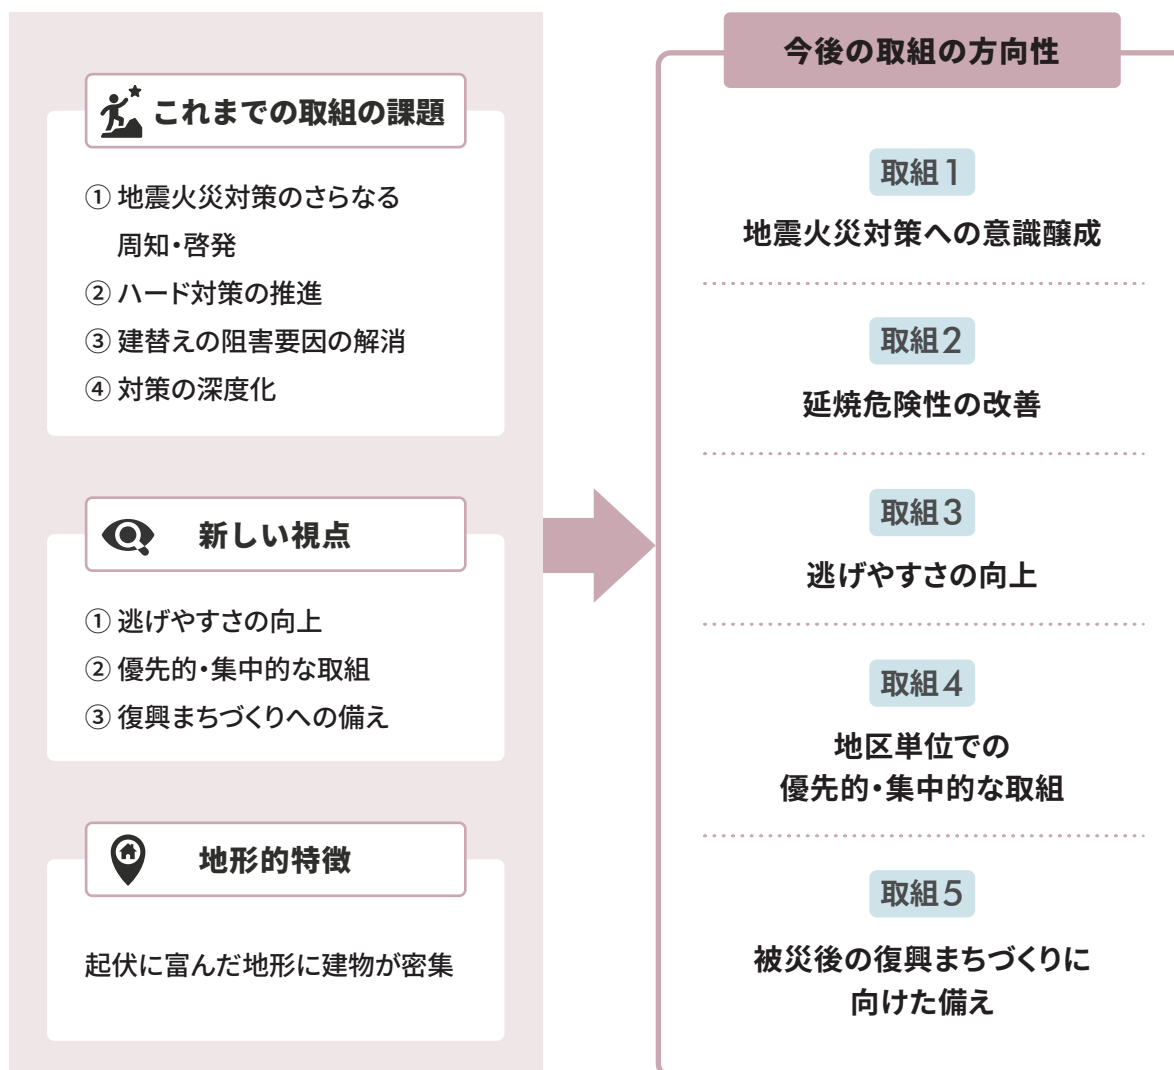 これまでの取組の課題
① 地震火災対策のさらなる
周知・啓発
② ハード対策の推進
③ 建替えの阻害要因の解消
④ 対策の深度化
新しい視点
① 逃げやすさの向上
② 優先的・集中的な取組
③ 復興まちづくりへの備え
地形的特徴
起伏に富んだ地形に建物が密集
今後の取組の方向性
取組1
地震火災対策への意識醸成
取組2
延焼危険性の改善
取組3
逃げやすさの向上
取組4
地区単位での
優先的・集中的な取組
取組5
被災後の復興まちづくりに
向けた備え